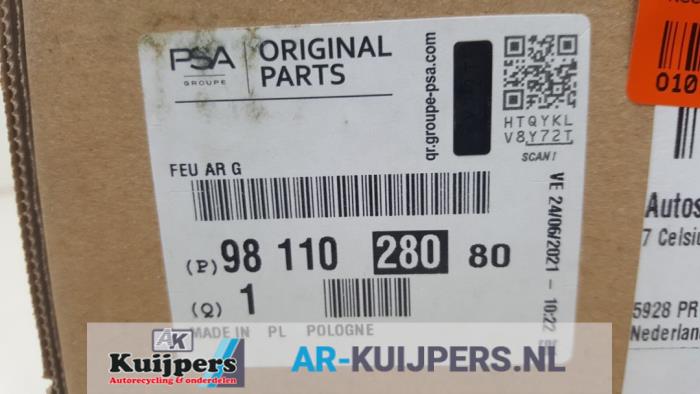 PSA
GROUPE
ORIGINAL
PARTS
qr.groupe-psa.com
HTQYKL
V8Y72T
SCAN!
FEU AR G
VE 24/06/2021 - 10:22
(P) 98 110 280 80
(Q) 1
MADE IN PL POLOGNE
010
Autos
7 Celsiu
5928 PR
Nederlan
AK
Kuijpers
Autorecycling & onderdelen
AR-KUIJPERS.NL